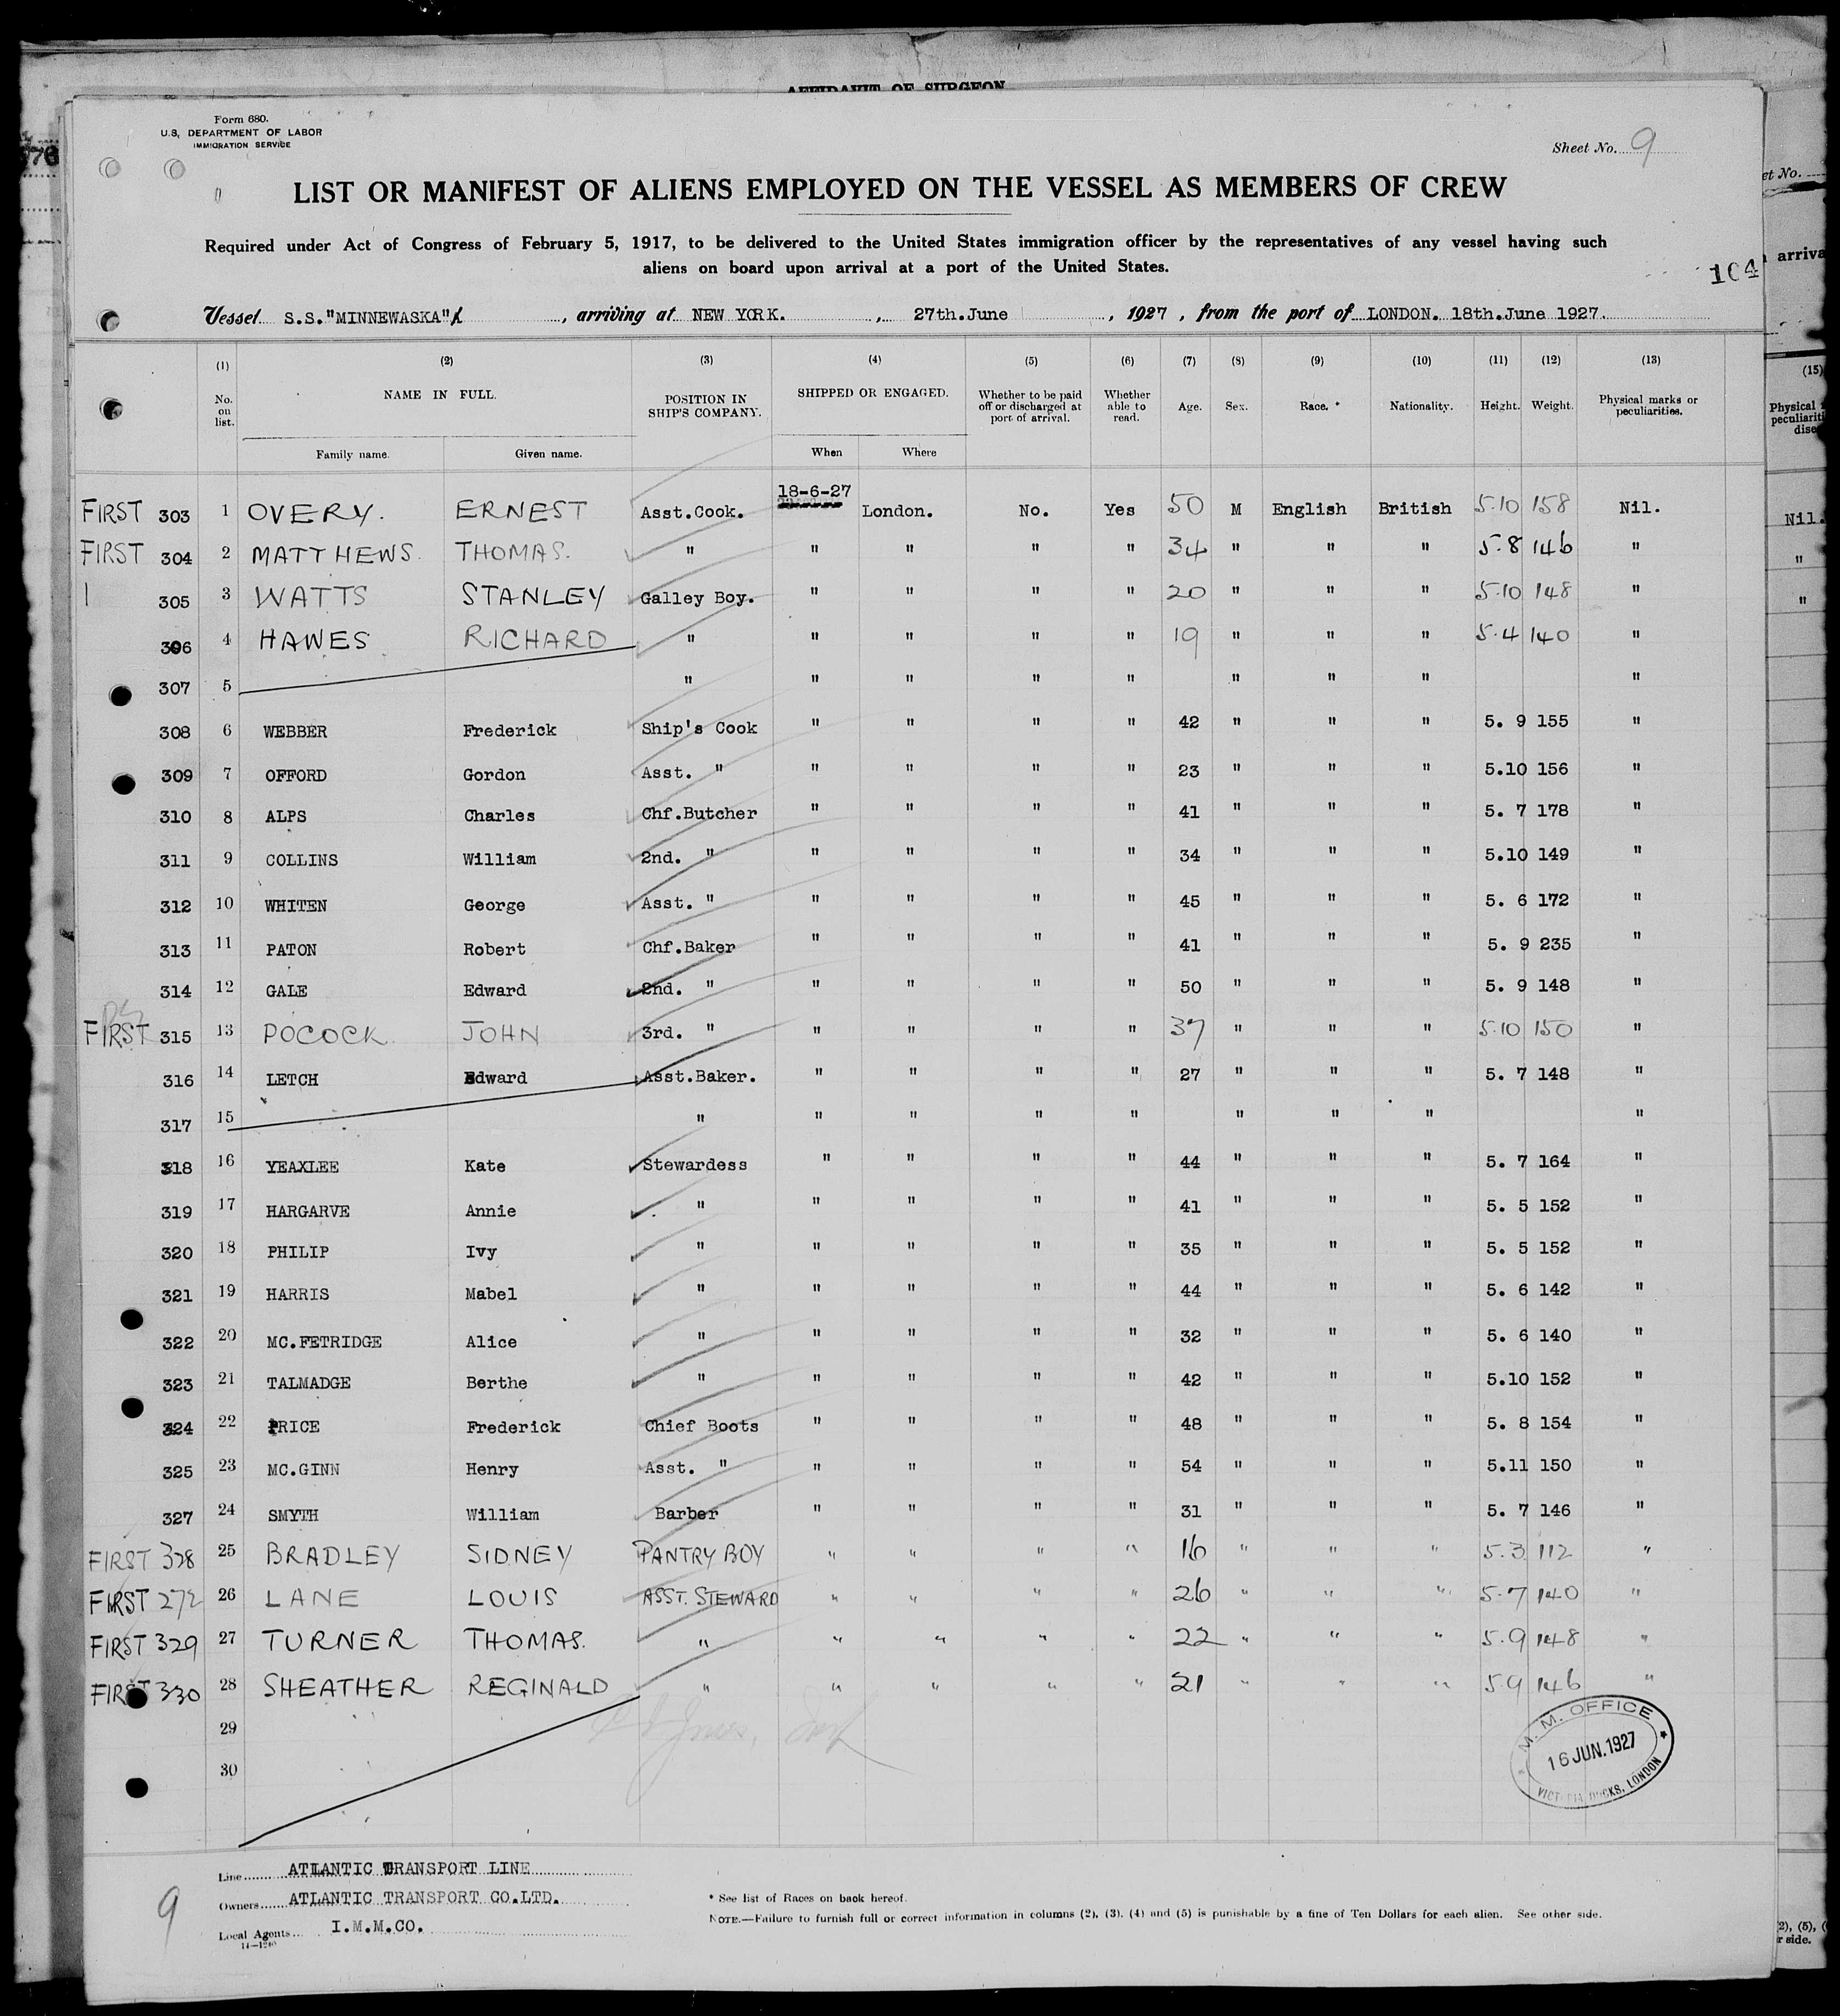 AFFIDAVIT OF SURGEON
Form 680.
U.S. DEPARTMENT OF LABOR
IMMIGRATION SERVICE
Sheet No. 9
LIST OR MANIFEST OF ALIENS EMPLOYED ON THE VESSEL AS MEMBERS OF CREW
Required under Act of Congress of February 5, 1917, to be delivered to the United States immigration officer by the representatives of any vessel having such
aliens on board upon arrival at a port of the United States.
104
Vessel S.S."MINNEWASKA", arriving at NEW YORK., 27th.June, 1927, from the port of LONDON. 18th.June 1927.
(1) (2) (3) (4) (5) (6) (7) (8) (9) (10) (11) (12) (13)
No. on list. NAME IN FULL. POSITION IN SHIP'S COMPANY. SHIPPED OR ENGAGED. Whether to be paid off or discharged at port of arrival. Whether able to read. Age. Sex. Race.* Nationality. Height. Weight. Physical marks or peculiarities.
Family name. Given name. When Where
FIRST 303 1 OVERY. ERNEST Asst.Cook. 18-6-27 London. No. Yes 50 M English British 5.10 158 Nil.
FIRST 304 2 MATTHEWS. THOMAS. " " " " " 34 " " " 5.8 146 "
305 3 WATTS STANLEY Galley Boy. " " " " 20 " " " 5.10 148 "
306 4 HAWES RICHARD " " " " " 19 " " " 5.4 140 "
307 5 " " " " " " " " "
308 6 WEBBER Frederick Ship's Cook " " " " 42 " " " 5. 9 155 "
309 7 OFFORD Gordon Asst. " " " " " 23 " " " 5.10 156 "
310 8 ALPS Charles Chf.Butcher " " " " 41 " " " 5. 7 178 "
311 9 COLLINS William 2nd. " " " " " 34 " " " 5.10 149 "
312 10 WHITEN George Asst. " " " " " 45 " " " 5. 6 172 "
313 11 PATON Robert Chf.Baker " " " " 41 " " " 5. 9 235 "
314 12 GALE Edward 2nd. " " " " " 50 " " " 5. 9 148 "
FIRST 315 13 POCOCK. JOHN 3rd. " " " " " 37 " " " 5.10 150 "
316 14 LETCH Edward Asst.Baker. " " " " 27 " " " 5. 7 148 "
317 15 " " " " " " " " "
318 16 YEAXLEE Kate Stewardess " " " " 44 " " " 5. 7 164 "
319 17 HARGARVE Annie " " " " " 41 " " " 5. 5 152 "
320 18 PHILIP Ivy " " " " " 35 " " " 5. 5 152 "
321 19 HARRIS Mabel " " " " " 44 " " " 5. 6 142 "
322 20 MC.FETRIDGE Alice " " " " " 32 " " " 5. 6 140 "
323 21 TALMADGE Berthe " " " " " 42 " " " 5.10 152 "
324 22 PRICE Frederick Chief Boots " " " " 48 " " " 5. 8 154 "
325 23 MC.GINN Henry Asst. " " " " " 54 " " " 5.11 150 "
327 24 SMYTH William Barber " " " " 31 " " " 5. 7 146 "
FIRST 328 25 BRADLEY SIDNEY PANTRY BOY " " " " 16 " " " 5.3 112 "
FIRST 272 26 LANE LOUIS ASST. STEWARD " " " " 26 " " " 5.7 140 "
FIRST 329 27 TURNER THOMAS. " " " " " 22 " " " 5.9 148 "
FIRST 330 28 SHEATHER REGINALD " " " " " 21 " " " 5.9 146 "
29
30
M.M. OFFICE
16 JUN.1927
VICTORIA DOCKS, LONDON
9
Line ATLANTIC TRANSPORT LINE
Owners ATLANTIC TRANSPORT CO.LTD.
Local Agents I.M.M.CO.
* See list of Races on back hereof.
NOTE.—Failure to furnish full or correct information in columns (2), (3), (4) and (5) is punishable by a fine of Ten Dollars for each alien. See other side.